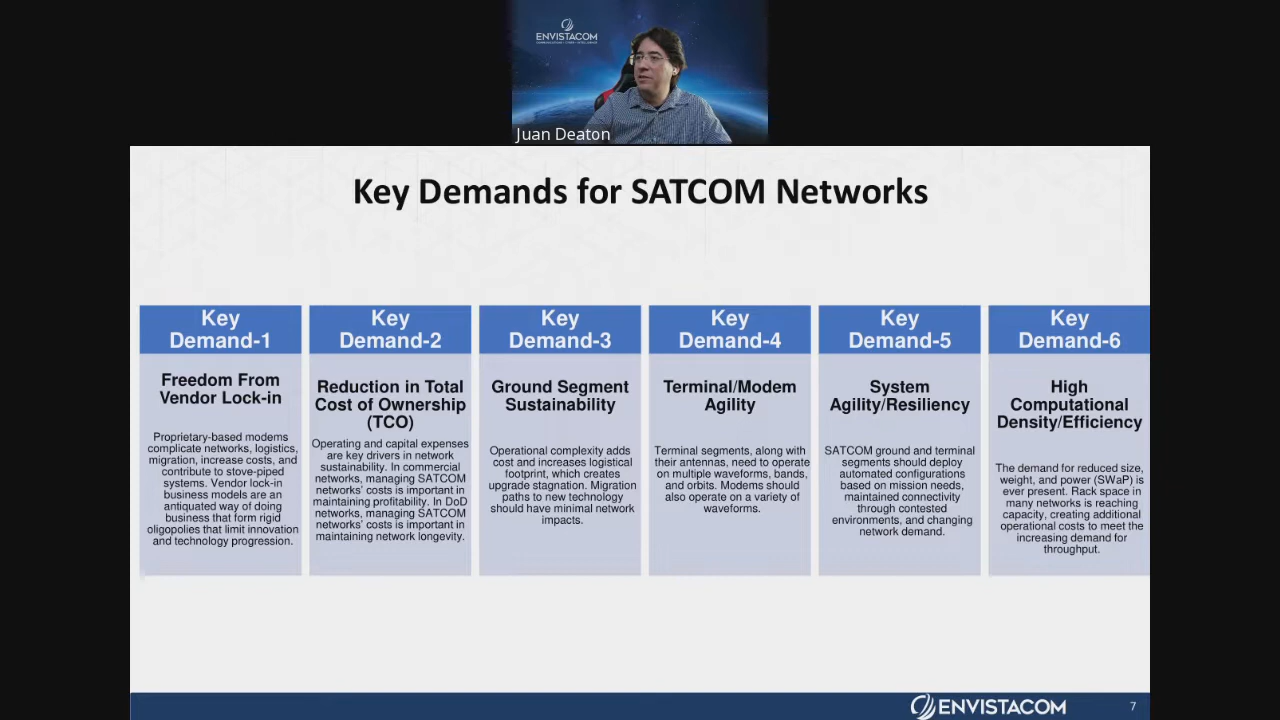 ENVISTACOM
Juan Deaton
Key Demands for SATCOM Networks
Key
Demand-1
Freedom From
Vendor Lock-in
Proprietary-based modems
complicate networks, logistics,
migration, increase costs, and
contribute to stove-piped
systems. Vendor lock-in
business models are an
antiquated way of doing
business that form rigid
oligopolies that limit innovation
and technology progression.
Key
Demand-2
Reduction in Total
Cost of Ownership
(TCO)
Operating and capital expenses
are key drivers in network
sustainability. In commercial
networks, managing SATCOM
networks' costs is important in
maintaining profitability. In DoD
networks, managing SATCOM
networks' costs is important in
maintaining network longevity.
Key
Demand-3
Ground Segment
Sustainability
Operational complexity adds
cost and increases logistical
footprint, which creates
upgrade stagnation. Migration
paths to new technology
should have minimal network
impacts.
Key
Demand-4
Terminal/Modem
Agility
Terminal segments, along with
their antennas, need to operate
on multiple waveforms, bands,
and orbits. Modems should
also operate on a variety of
waveforms.
Key
Demand-5
System
Agility/Resiliency
SATCOM ground and terminal
segments should deploy
automated configurations
based on mission needs,
maintained connectivity
through contested
environments, and changing
network demand.
Key
Demand-6
High
Computational
Density/Efficiency
The demand for reduced size,
weight, and power (SWaP) is
ever present. Rack space in
many networks is reaching
capacity, creating additional
operational costs to meet the
increasing demand for
throughput.
ENVISTACOM
7